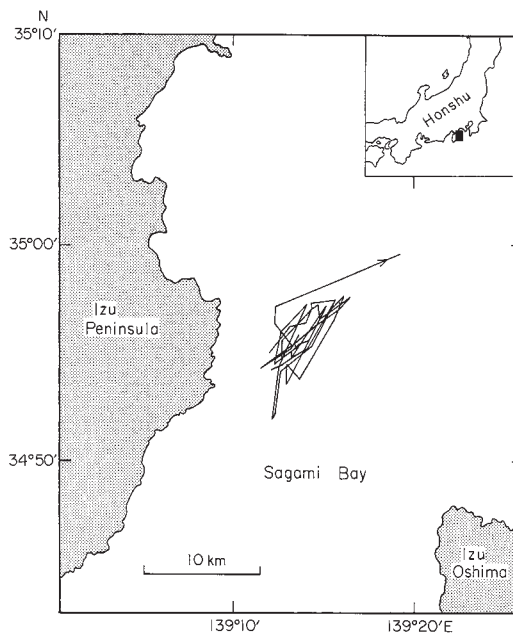 N
35°10′
Honshu
35°00′
Izu
Peninsula
34°50′
Sagami Bay
10 km
Izu
Oshima
139°10′
139°20′E